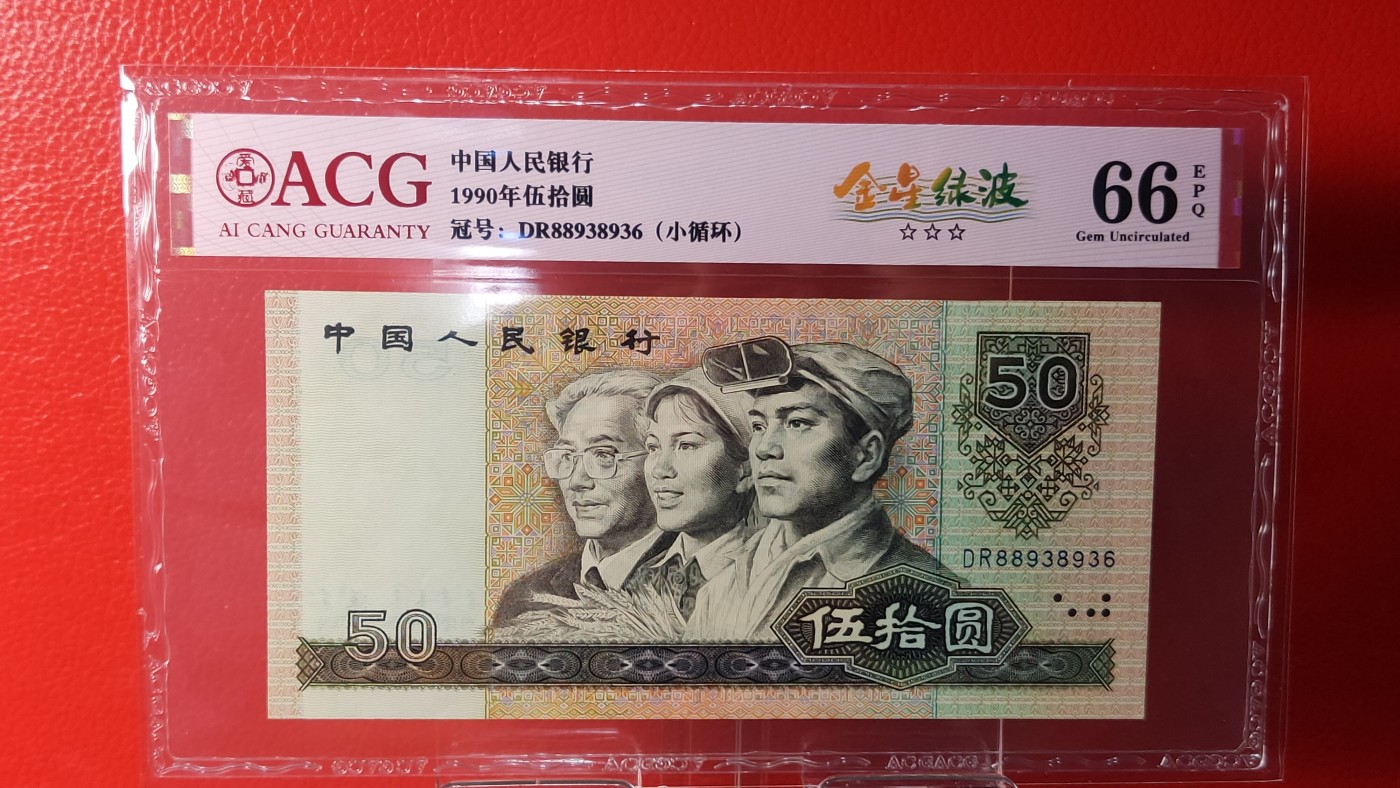 ACG
AI CANG GUARANTY
中国人民银行
1990年伍拾圆
冠号：DR88938936（小循环）
金星绿波
☆☆☆
66
EPQ
Gem Uncirculated
中国人民银行
50
DR88938936
50
伍拾圆